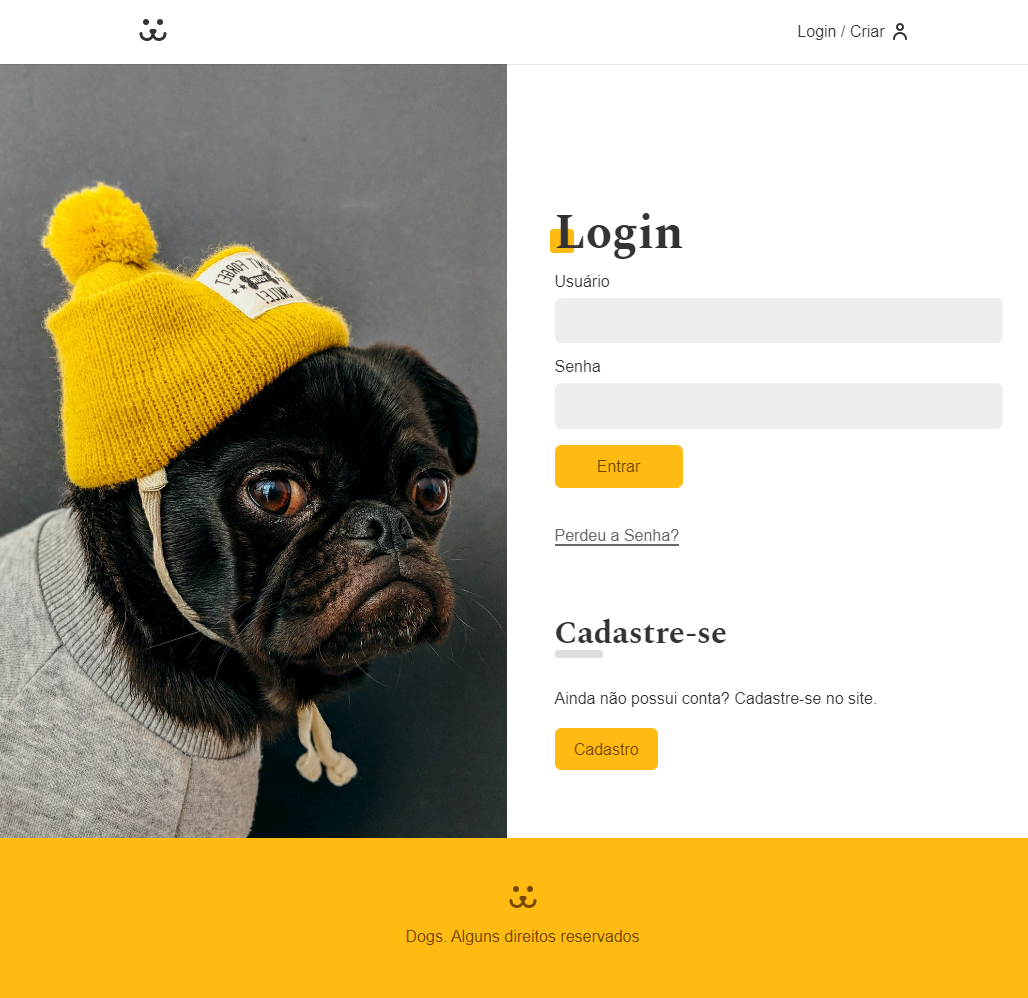 Login / Criar
Login
Usuário
Senha
Entrar
Perdeu a Senha?
Cadastre-se
Ainda não possui conta? Cadastre-se no site.
Cadastro
Dogs. Alguns direitos reservados